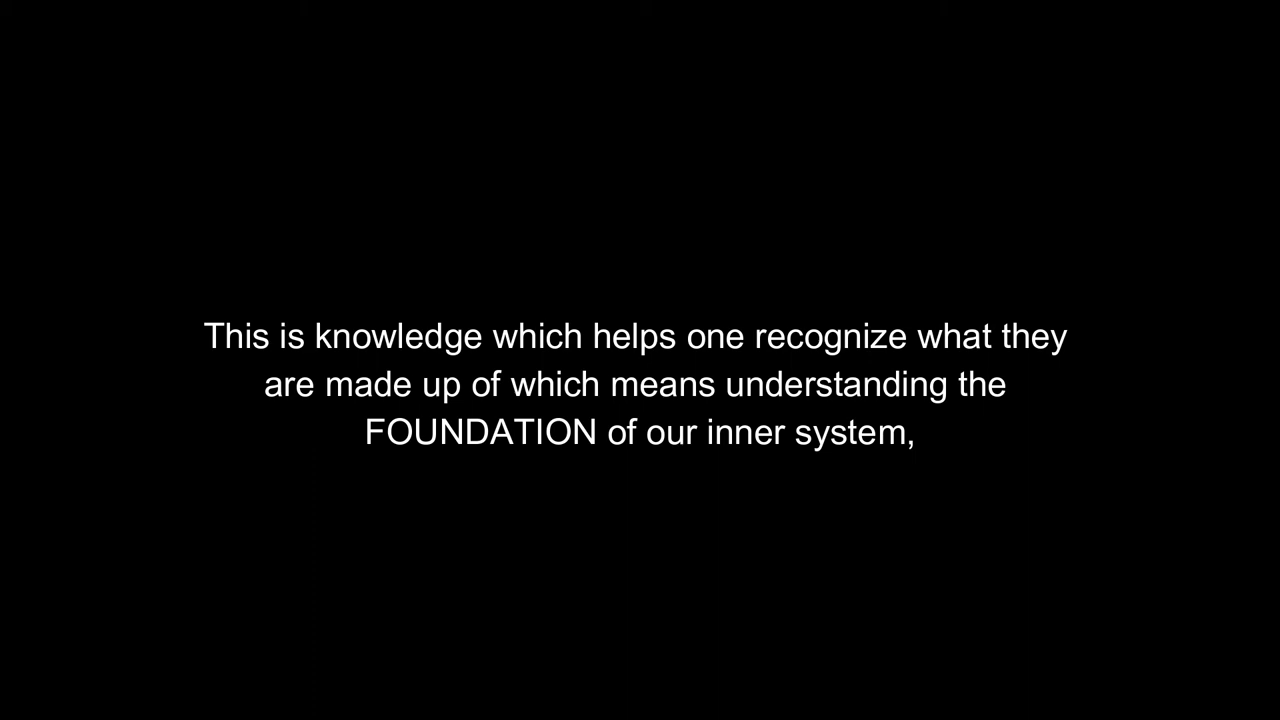 This is knowledge which helps one recognize what they
are made up of which means understanding the
FOUNDATION of our inner system,